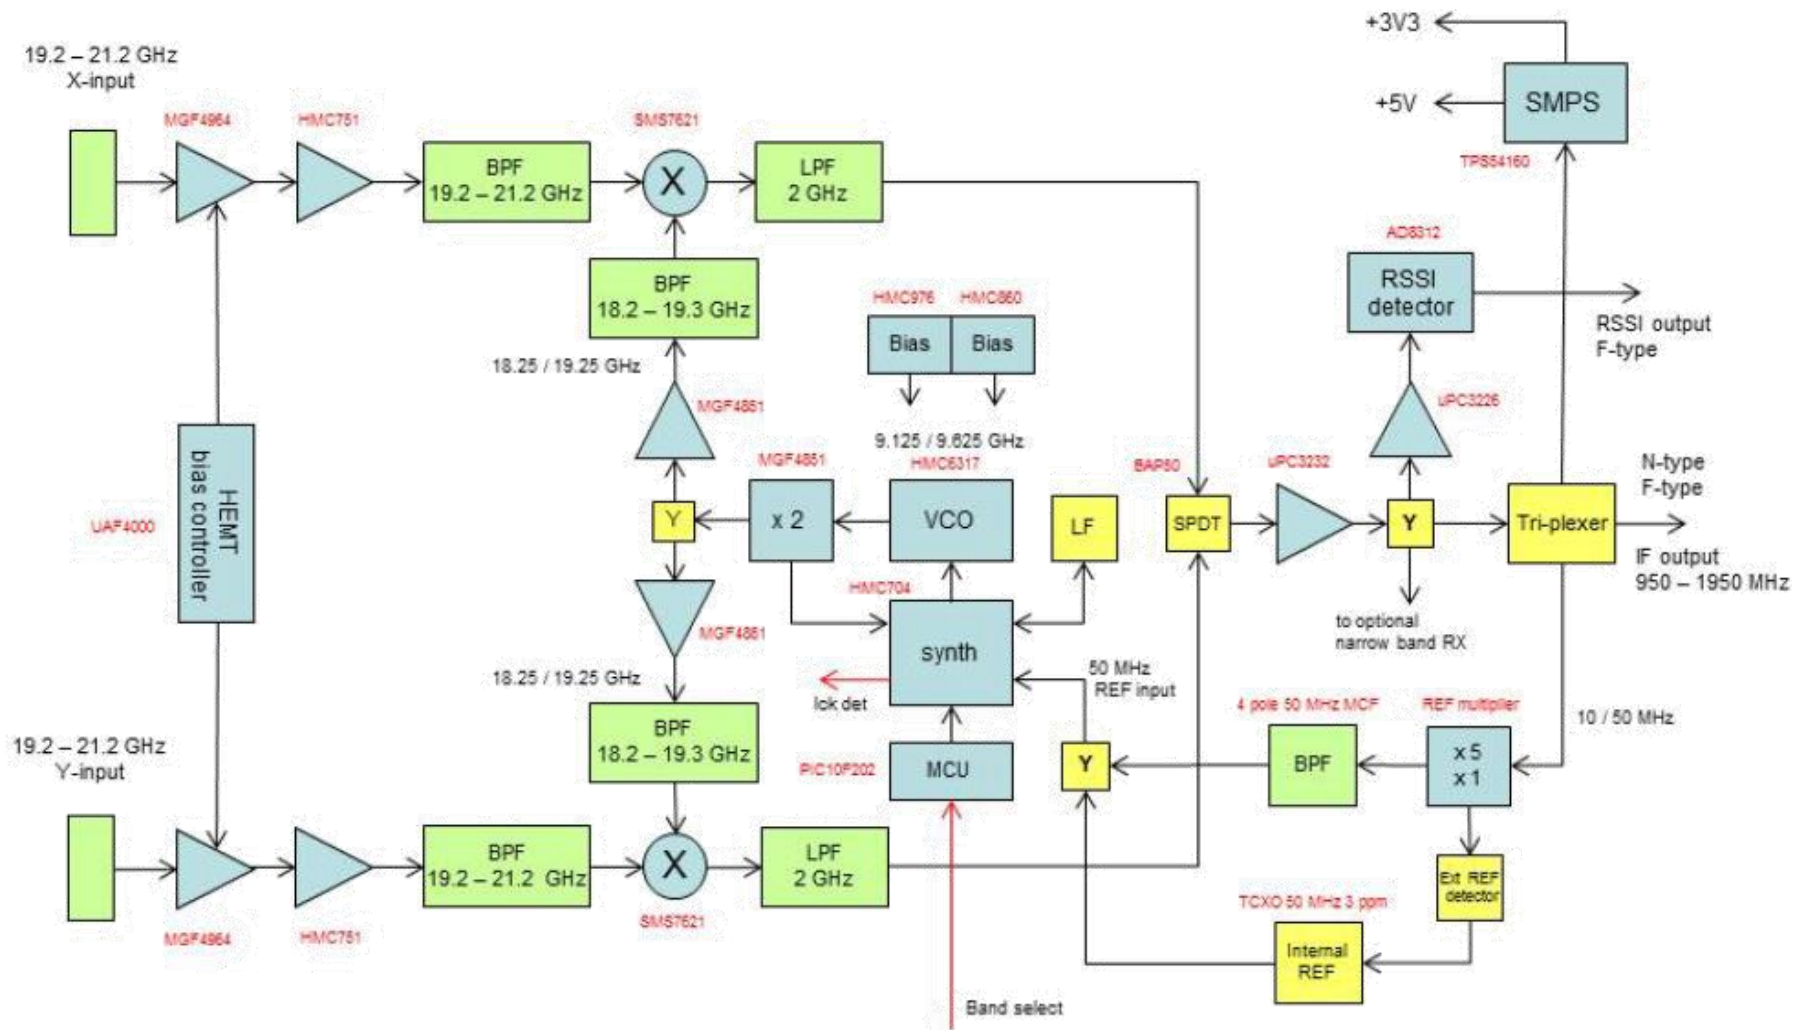 +3V3
19.2 – 21.2 GHz
X-input
SMPS
+5V
MGF4964
HMC751
SMS7621
TPS54160
BPF
19.2 – 21.2 GHz
X
LPF
2 GHz
AD8312
RSSI
detector
BPF
18.2 – 19.3 GHz
HMC976
HMC860
Bias
Bias
RSSI output
F-type
18.25 / 19.25 GHz
MGF4851
uPC3226
9.125 / 9.625 GHz
MGF4851
HMC6317
BAP50
uPC3232
N-type
F-type
HEMT
bias controller
UAF4000
Y
x 2
VCO
LF
SPDT
Y
Tri-plexer
IF output
950 – 1950 MHz
HMC704
to optional
narrow band RX
MGF4851
synth
50 MHz
REF input
18.25 / 19.25 GHz
lck det
4 pole 50 MHz MCF
REF multiplier
10 / 50 MHz
BPF
18.2 – 19.3 GHz
19.2 – 21.2 GHz
Y-input
PIC10F202
MCU
Y
BPF
x 5
x 1
BPF
19.2 – 21.2 GHz
X
LPF
2 GHz
Ext REF
detector
TCXO 50 MHz 3 ppm
SMS7621
MGF4964
HMC751
Internal
REF
Band select